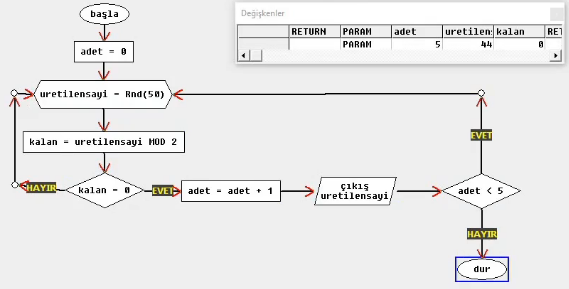 başla
adet = 0
uretilensayi = Rnd(50)
kalan = uretilensayi MOD 2
kalan = 0
HAYIR
EVET
adet = adet + 1
çıkış
uretilensayi
adet < 5
EVET
HAYIR
dur
Değişkenler
RETURN PARAM adet uretilens kalan RET
PARAM 5 44 0